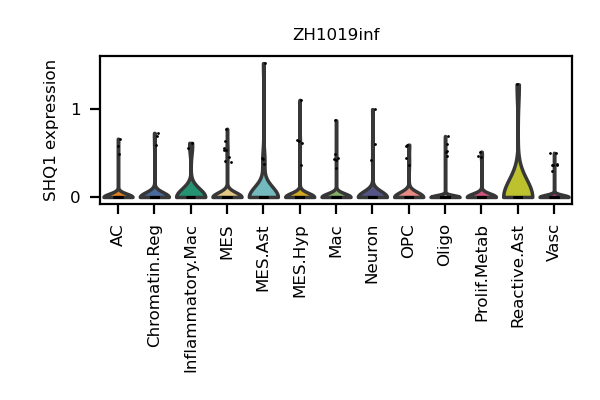 ZH1019inf
SHQ1 expression
1
0
AC
Chromatin.Reg
Inflammatory.Mac
MES
MES.Ast
MES.Hyp
Mac
Neuron
OPC
Oligo
Prolif.Metab
Reactive.Ast
Vasc